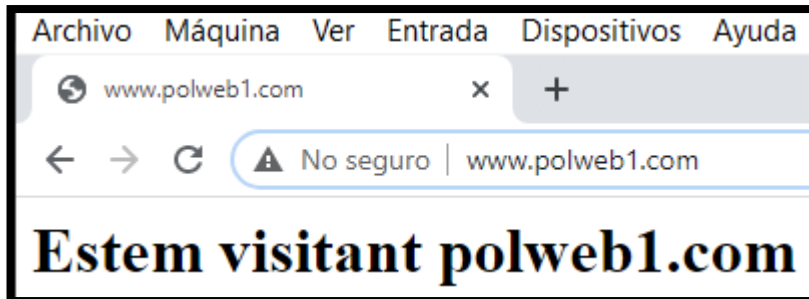 Archivo Máquina Ver Entrada Dispositivos Ayuda
www.polweb1.com
No seguro www.polweb1.com
Estem visitant polweb1.com